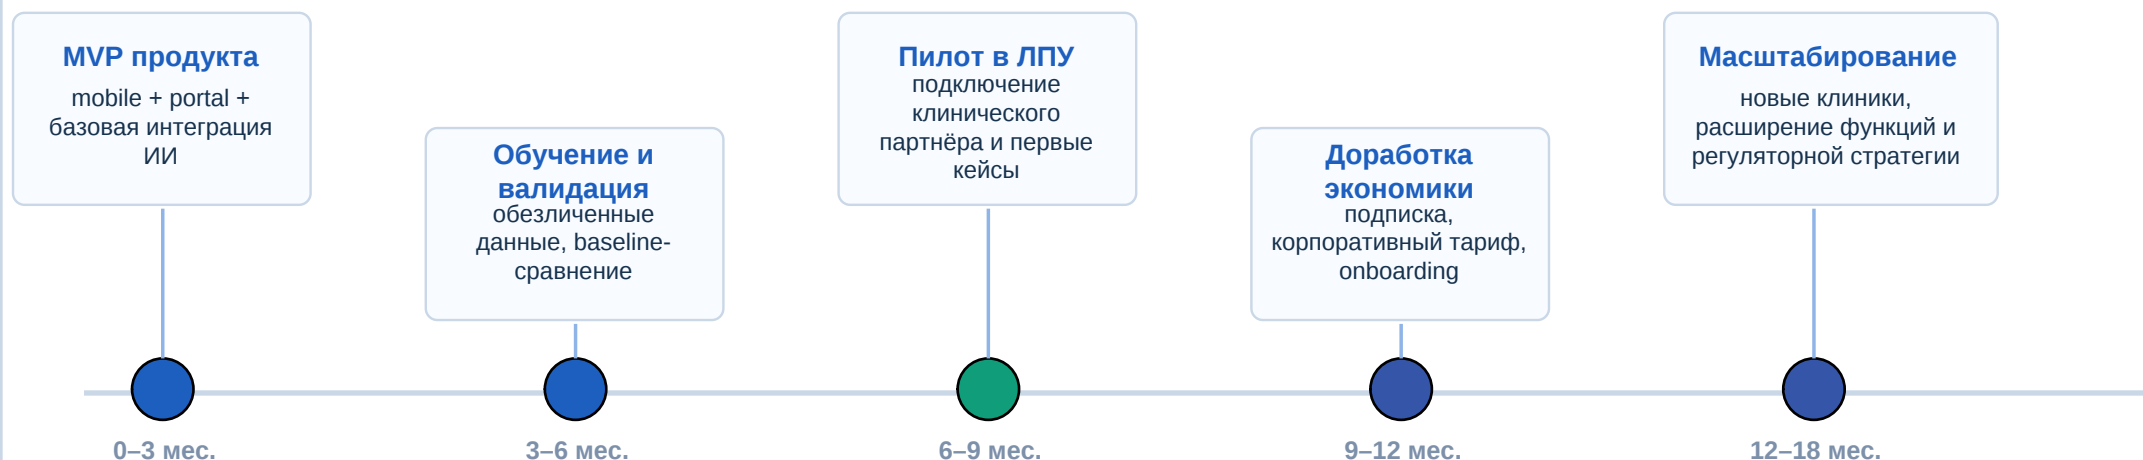 MVP продукта
mobile + portal +
базовая интеграция
ИИ
Обучение и
валидация
обезличенные
данные, baseline-
сравнение
Пилот в ЛПУ
подключение
клинического
партнёра и первые
кейсы
Доработка
экономики
подписка,
корпоративный тариф,
onboarding
Масштабирование
новые клиники,
расширение функций и
регуляторной стратегии
0–3 мес.
3–6 мес.
6–9 мес.
9–12 мес.
12–18 мес.